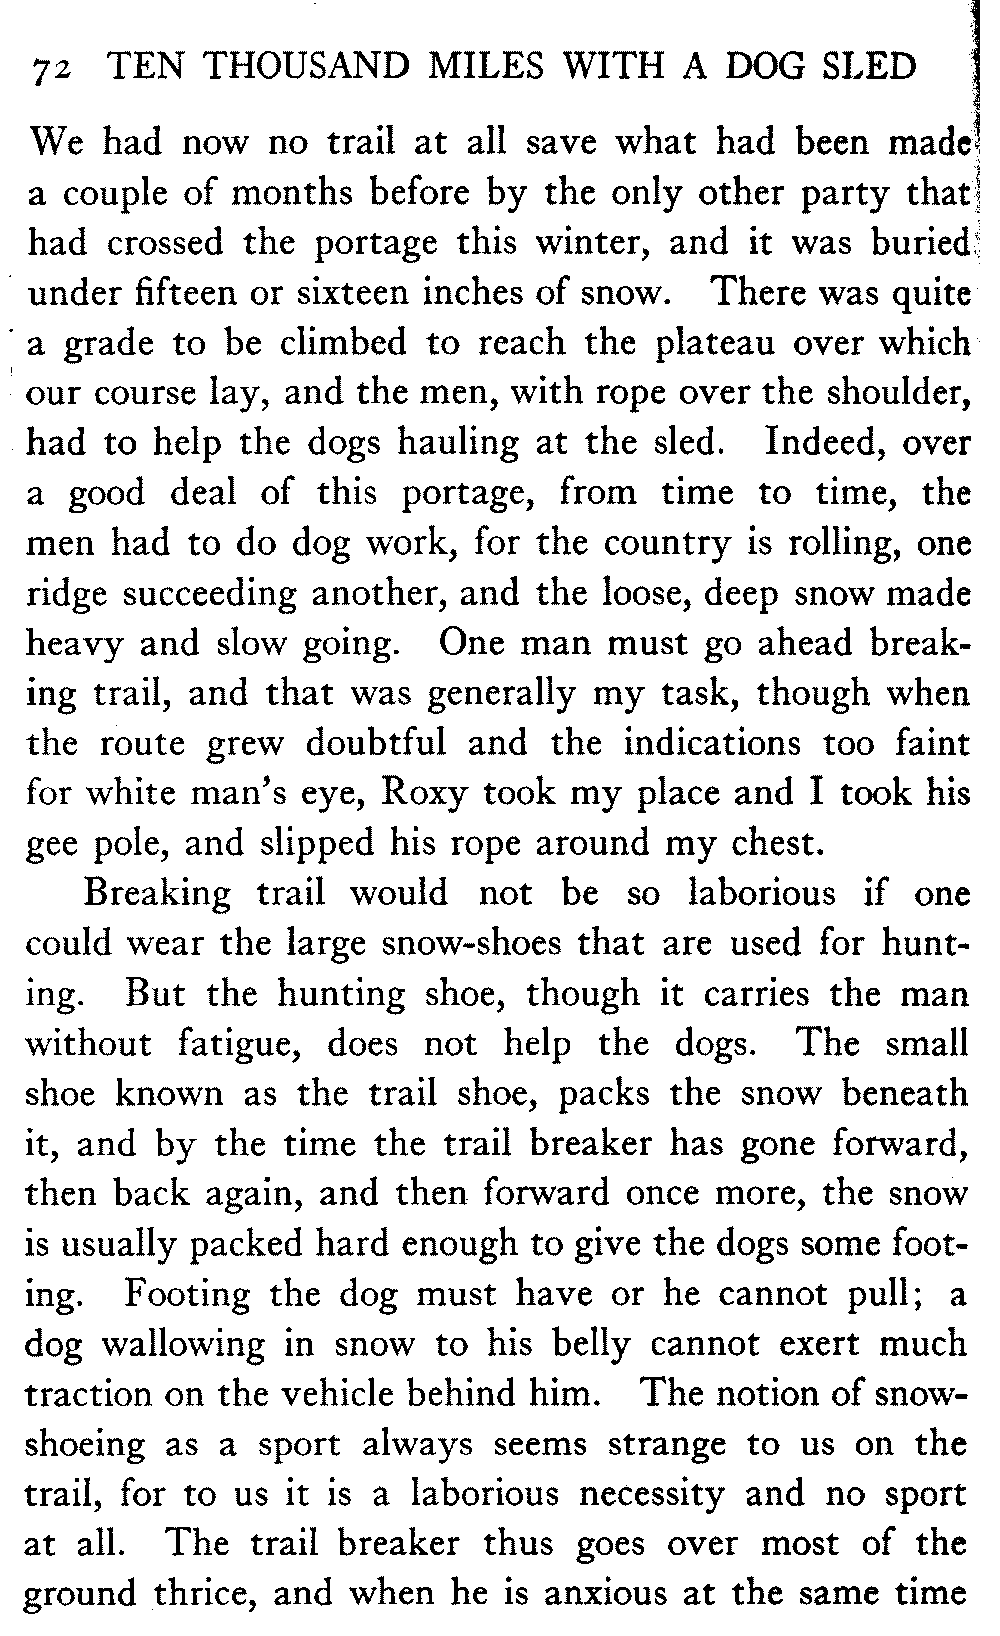 72 TEN THOUSAND MILES WITH A DOG SLED
We had now no trail at all save what had been made
a couple of months before by the only other party that
had crossed the portage this winter, and it was buried
under fifteen or sixteen inches of snow. There was quite
a grade to be climbed to reach the plateau over which
our course lay, and the men, with rope over the shoulder,
had to help the dogs hauling at the sled. Indeed, over
a good deal of this portage, from time to time, the
men had to do dog work, for the country is rolling, one
ridge succeeding another, and the loose, deep snow made
heavy and slow going. One man must go ahead break-
ing trail, and that was generally my task, though when
the route grew doubtful and the indications too faint
for white man's eye, Roxy took my place and I took his
gee pole, and slipped his rope around my chest.
Breaking trail would not be so laborious if one
could wear the large snow-shoes that are used for hunt-
ing. But the hunting shoe, though it carries the man
without fatigue, does not help the dogs. The small
shoe known as the trail shoe, packs the snow beneath
it, and by the time the trail breaker has gone forward,
then back again, and then forward once more, the snow
is usually packed hard enough to give the dogs some foot-
ing. Footing the dog must have or he cannot pull; a
dog wallowing in snow to his belly cannot exert much
traction on the vehicle behind him. The notion of snow-
shoeing as a sport always seems strange to us on the
trail, for to us it is a laborious necessity and no sport
at all. The trail breaker thus goes over most of the
ground thrice, and when he is anxious at the same time